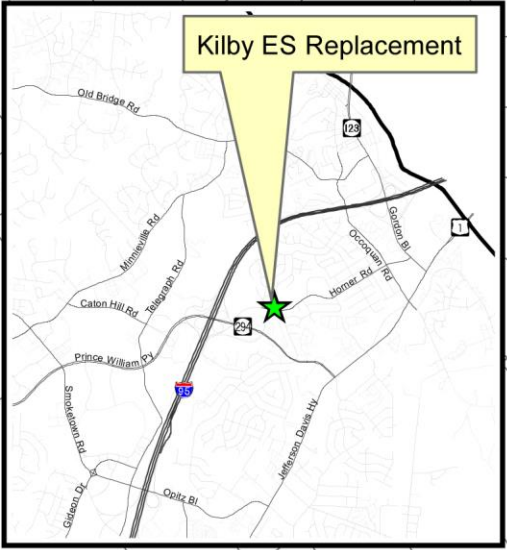 Kilby ES Replacement
Old Bridge Rd
123
Gordon Bl
1
Minnieville Rd
Occoquan Rd
Telegraph Rd
Horner Rd
Caton Hill Rd
294
Prince William Py
95
Smoketown Rd
Jefferson Davis Hy
Gideon Dr
Opitz Bl